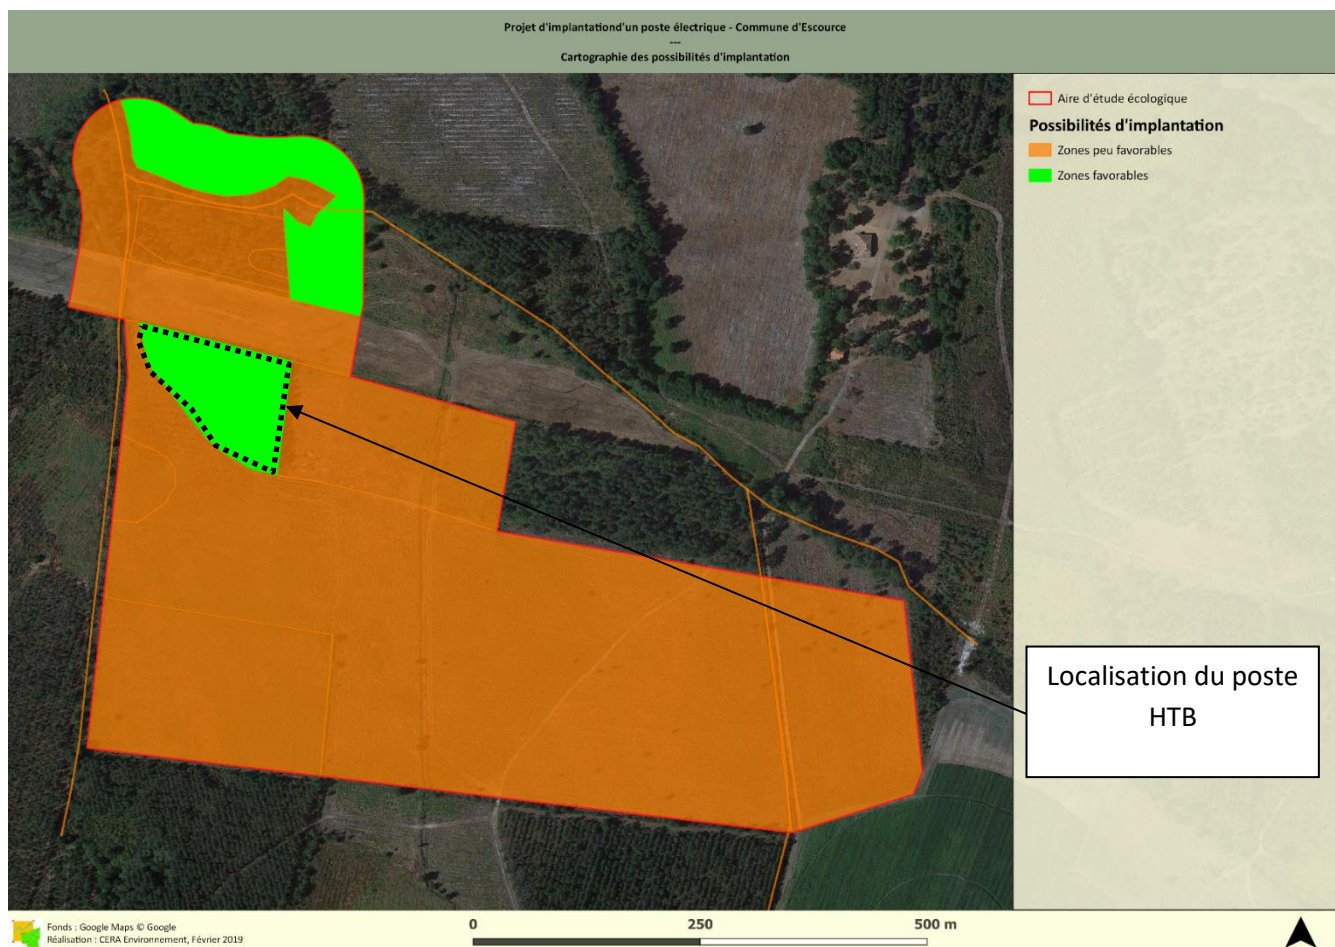 Projet d'implantationd'un poste électrique - Commune d'Escource
---
Cartographie des possibilités d'implantation
Aire d'étude écologique
Possibilités d'implantation
Zones peu favorables
Zones favorables
Localisation du poste
HTB
Fonds : Google Maps © Google
Réalisation : CERA Environnement, Février 2019
0 250 500 m